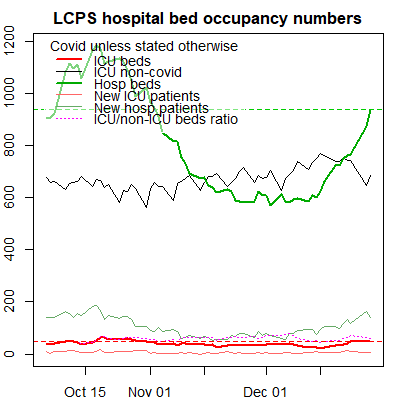 LCPS hospital bed occupancy numbers
Covid unless stated otherwise
ICU beds
ICU non-covid
Hosp beds
New ICU patients
New hosp patients
ICU/non-ICU beds ratio
1200
1000
800
600
400
200
0
Oct 15 Nov 01 Dec 01